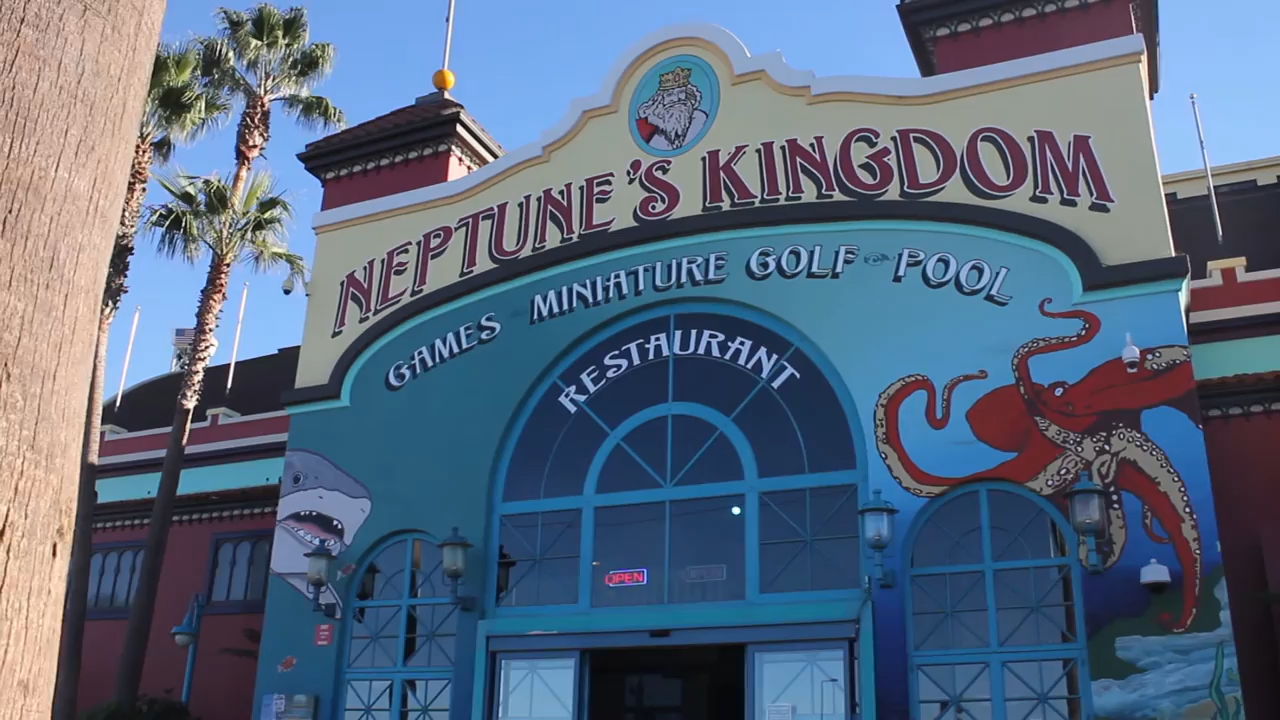 NEPTUNE'S KINGDOM
GAMES MINIATURE GOLF POOL
RESTAURANT
OPEN